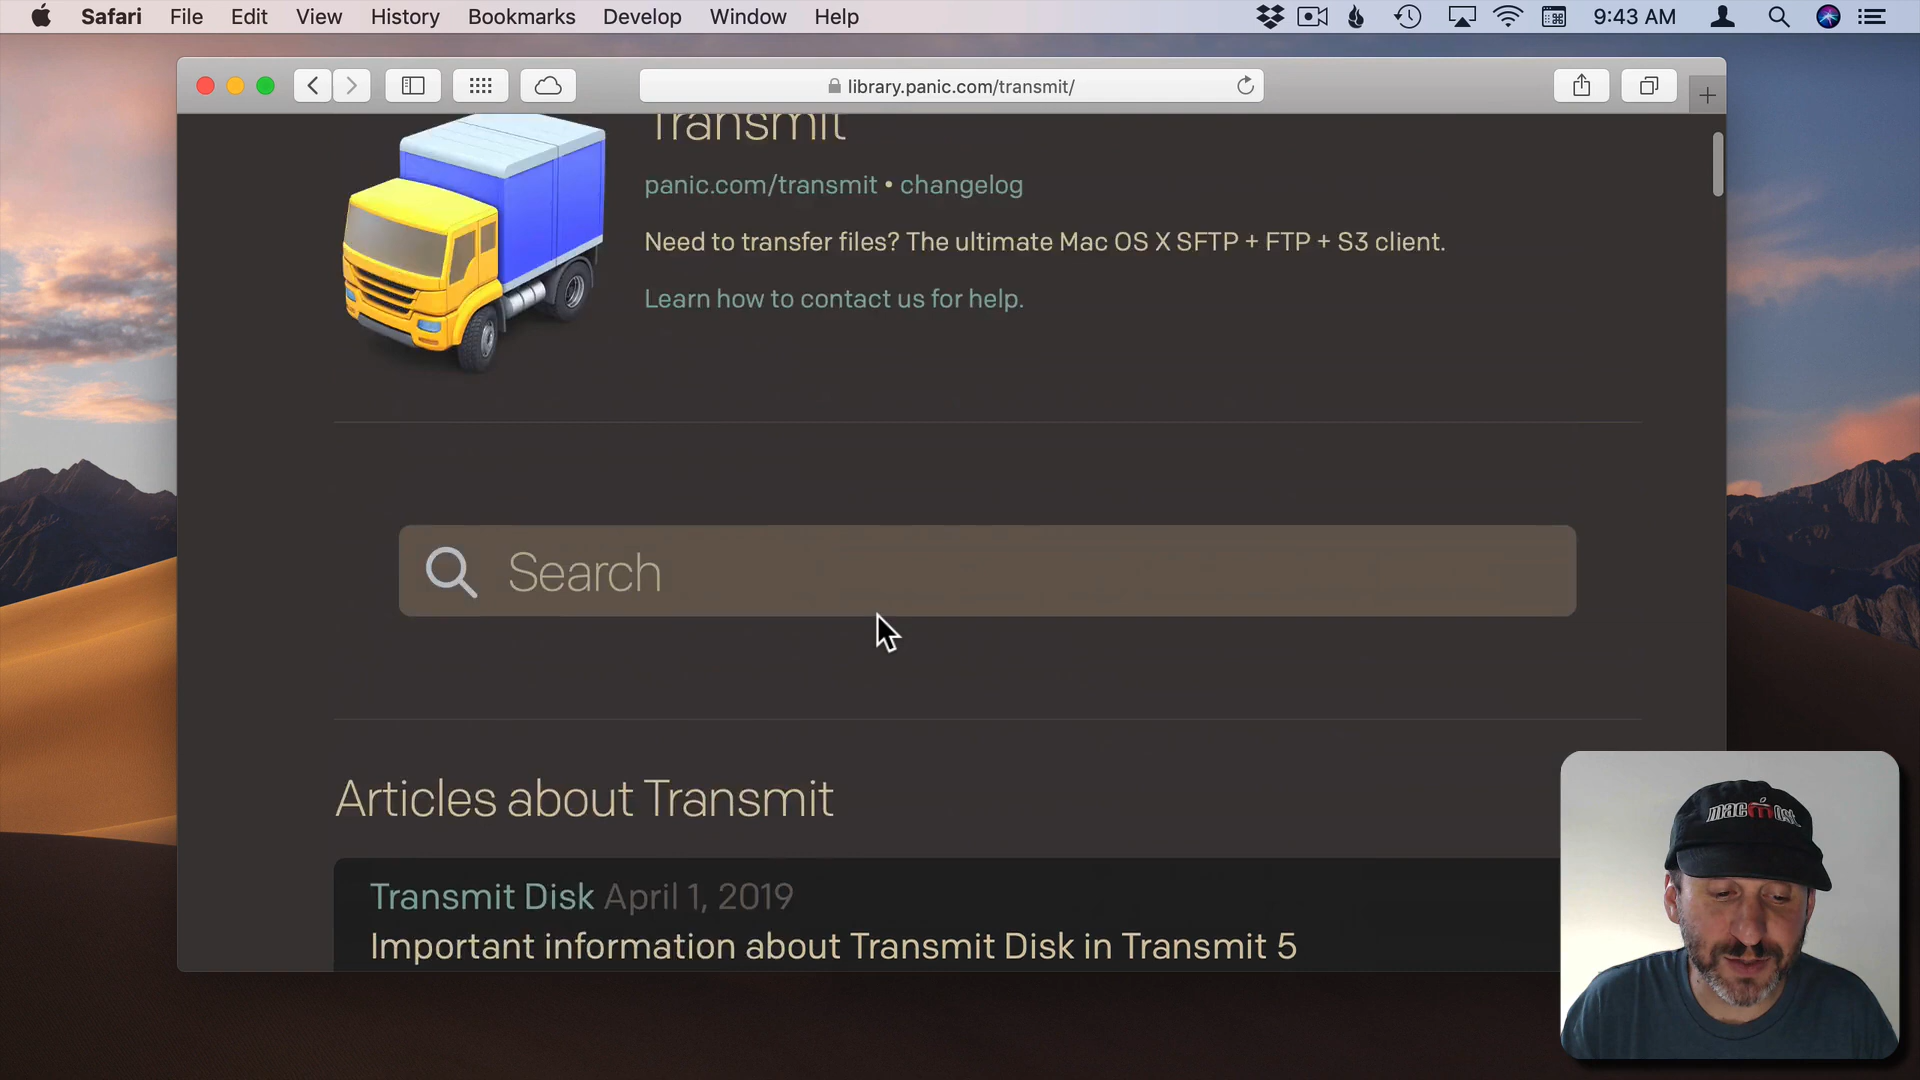 Safari File Edit View History Bookmarks Develop Window Help 9:43 AM
library.panic.com/transmit/
Transmit
panic.com/transmit • changelog
Need to transfer files? The ultimate Mac OS X SFTP + FTP + S3 client.
Learn how to contact us for help.
Search
Articles about Transmit
Transmit Disk April 1, 2019
Important information about Transmit Disk in Transmit 5
macmost